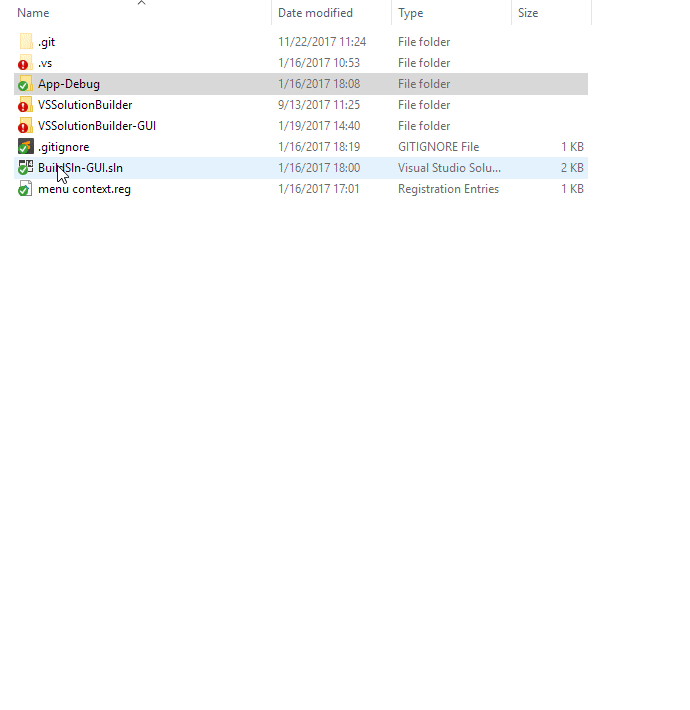 Name Date modified Type Size
.git 11/22/2017 11:24 File folder
.vs 1/16/2017 10:53 File folder
App-Debug 1/16/2017 18:08 File folder
VSSolutionBuilder 9/13/2017 11:25 File folder
VSSolutionBuilder-GUI 1/19/2017 14:40 File folder
.gitignore 1/16/2017 18:19 GITIGNORE File 1 KB
BuildSln-GUI.sln 1/16/2017 18:00 Visual Studio Solu... 2 KB
menu context.reg 1/16/2017 17:01 Registration Entries 1 KB